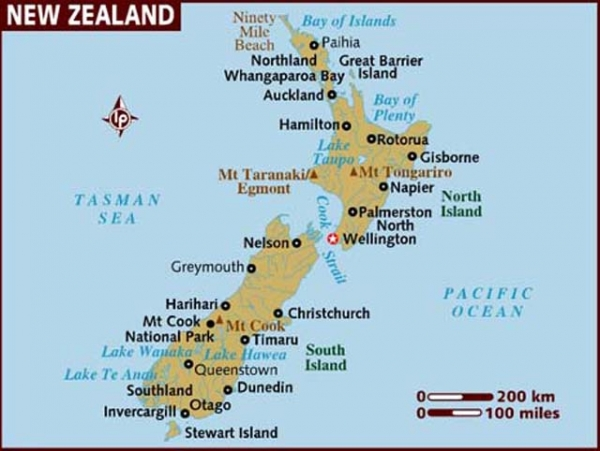 NEW ZEALAND
Ninety
Mile
Beach
Bay of Islands
Paihia
Northland
Great Barrier
Island
Whangaparoa Bay
Auckland
Bay of
Plenty
Hamilton
Rotorua
Lake
Taupo
Gisborne
Mt Taranaki/
Egmont
Mt Tongariro
Napier
North
Island
TASMAN
SEA
Palmerston
North
Cook
Strait
Nelson
Wellington
Greymouth
PACIFIC
OCEAN
Harihari
Christchurch
Mt Cook
National Park
Mt Cook
Timaru
Lake Wanaka
Lake Hawea
South
Island
Lake Te Anau
Queenstown
Southland
Dunedin
Otago
Invercargill
Stewart Island
0 200 km
0 100 miles
LP